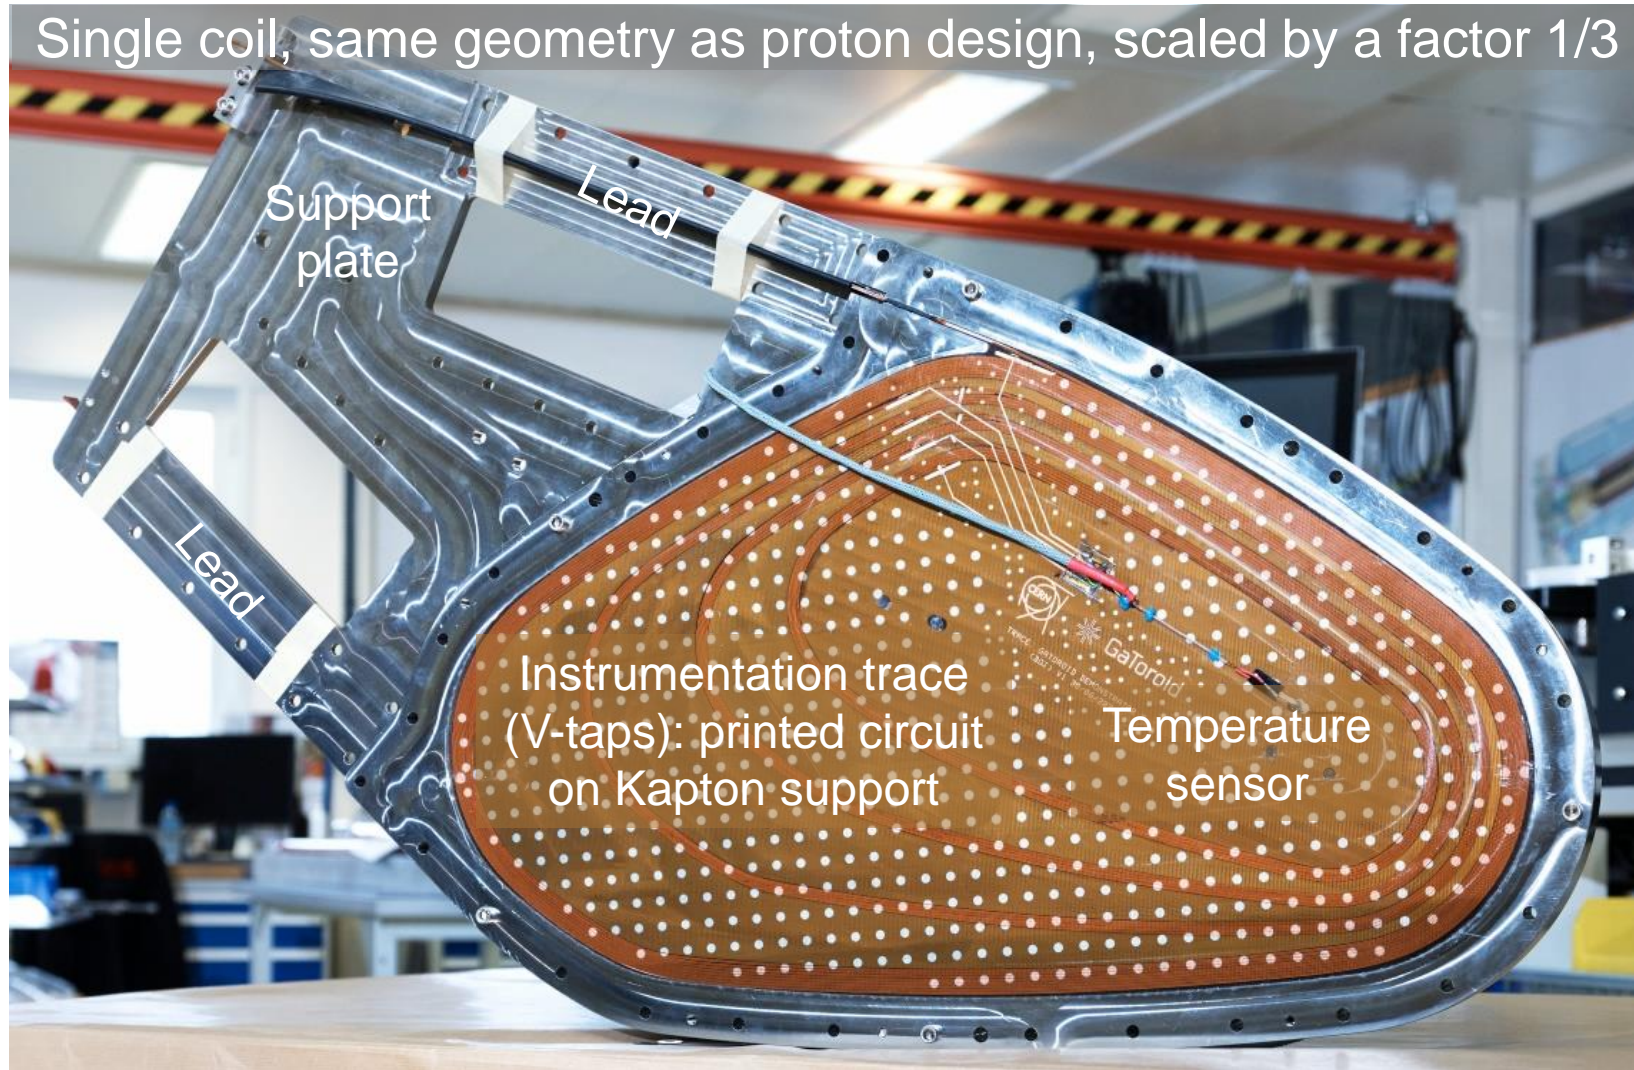 Single coil, same geometry as proton design, scaled by a factor 1/3
Support
plate
Lead
Lead
CERN
GaToroid
Instrumentation trace
(V-taps): printed circuit
on Kapton support
Temperature
sensor